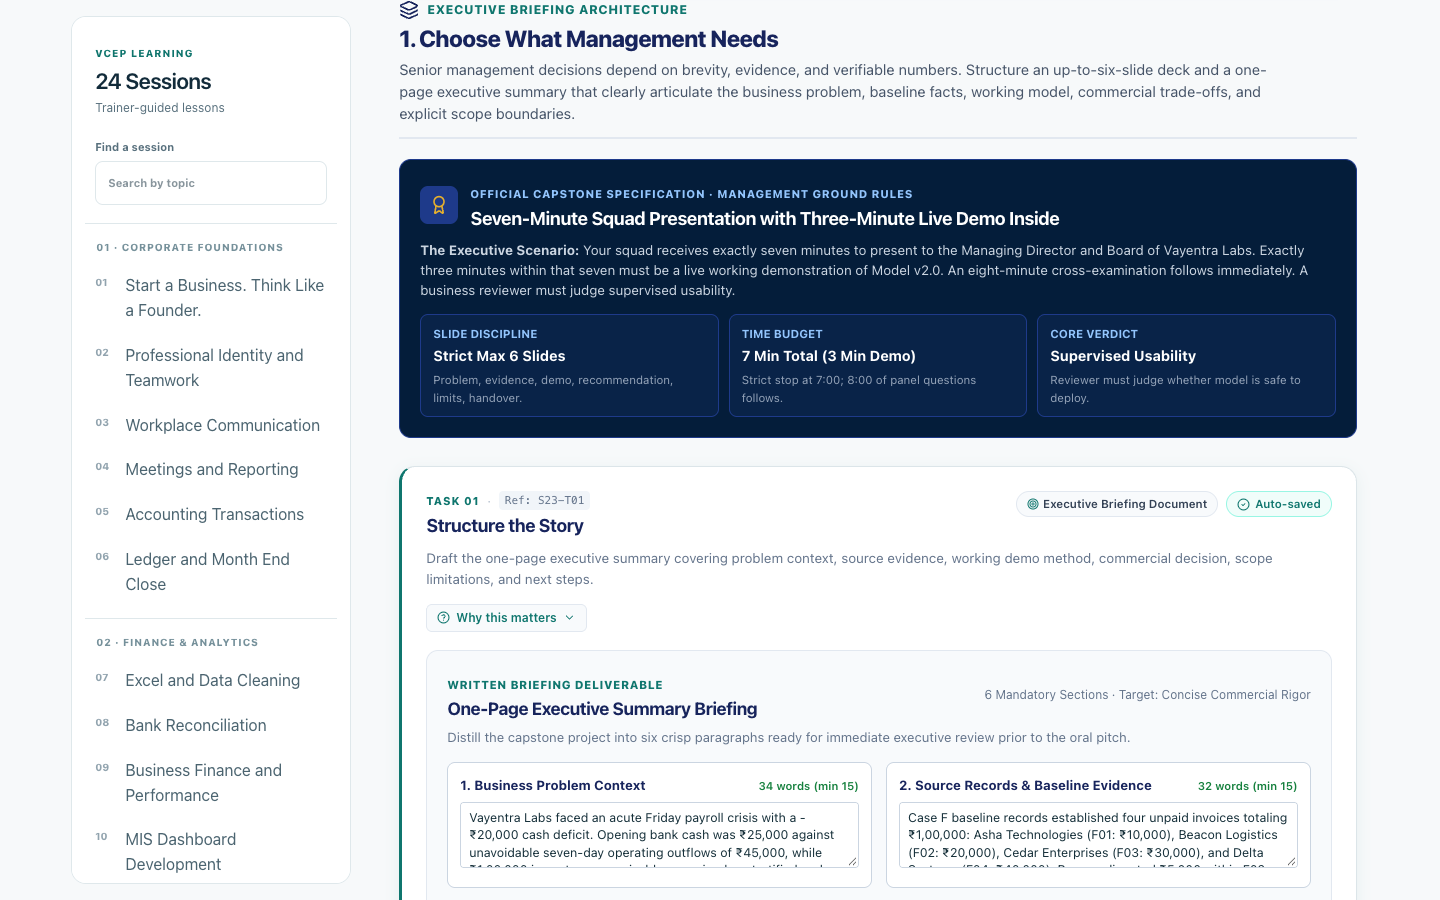 VCEP LEARNING
24 Sessions
Trainer-guided lessons
Find a session
Search by topic
01 · CORPORATE FOUNDATIONS
01 Start a Business. Think Like
a Founder.
02 Professional Identity and
Teamwork
03 Workplace Communication
04 Meetings and Reporting
05 Accounting Transactions
06 Ledger and Month End
Close
02 · FINANCE & ANALYTICS
07 Excel and Data Cleaning
08 Bank Reconciliation
09 Business Finance and
Performance
10 MIS Dashboard
Development
EXECUTIVE BRIEFING ARCHITECTURE
1. Choose What Management Needs
Senior management decisions depend on brevity, evidence, and verifiable numbers. Structure an up-to-six-slide deck and a one-
page executive summary that clearly articulate the business problem, baseline facts, working model, commercial trade-offs, and
explicit scope boundaries.
OFFICIAL CAPSTONE SPECIFICATION · MANAGEMENT GROUND RULES
Seven-Minute Squad Presentation with Three-Minute Live Demo Inside
The Executive Scenario: Your squad receives exactly seven minutes to present to the Managing Director and Board of Vayentra Labs. Exactly
three minutes within that seven must be a live working demonstration of Model v2.0. An eight-minute cross-examination follows immediately. A
business reviewer must judge supervised usability.
SLIDE DISCIPLINE
Strict Max 6 Slides
Problem, evidence, demo, recommendation,
limits, handover.
TIME BUDGET
7 Min Total (3 Min Demo)
Strict stop at 7:00; 8:00 of panel questions
follows.
CORE VERDICT
Supervised Usability
Reviewer must judge whether model is safe to
deploy.
TASK 01 · Ref: S23-T01
Structure the Story
Executive Briefing Document
Auto-saved
Draft the one-page executive summary covering problem context, source evidence, working demo method, commercial decision, scope
limitations, and next steps.
Why this matters
WRITTEN BRIEFING DELIVERABLE
One-Page Executive Summary Briefing
6 Mandatory Sections · Target: Concise Commercial Rigor
Distill the capstone project into six crisp paragraphs ready for immediate executive review prior to the oral pitch.
1. Business Problem Context 34 words (min 15)
Vayentra Labs faced an acute Friday payroll crisis with a -
₹20,000 cash deficit. Opening bank cash was ₹25,000 against
unavoidable seven-day operating outflows of ₹45,000, while
2. Source Records & Baseline Evidence 32 words (min 15)
Case F baseline records established four unpaid invoices totaling
₹1,00,000: Asha Technologies (F01: ₹10,000), Beacon Logistics
(F02: ₹20,000), Cedar Enterprises (F03: ₹30,000), and Delta